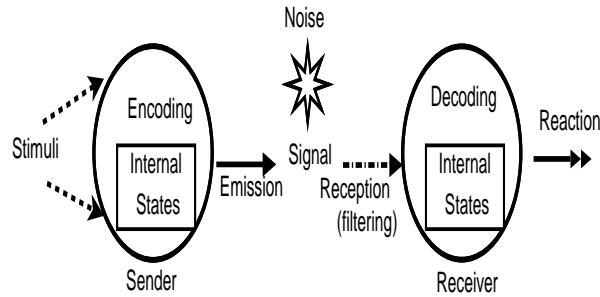 Noise
Stimuli
Encoding
Internal
States
Sender
Emission
Signal
Reception
(filtering)
Decoding
Internal
States
Receiver
Reaction